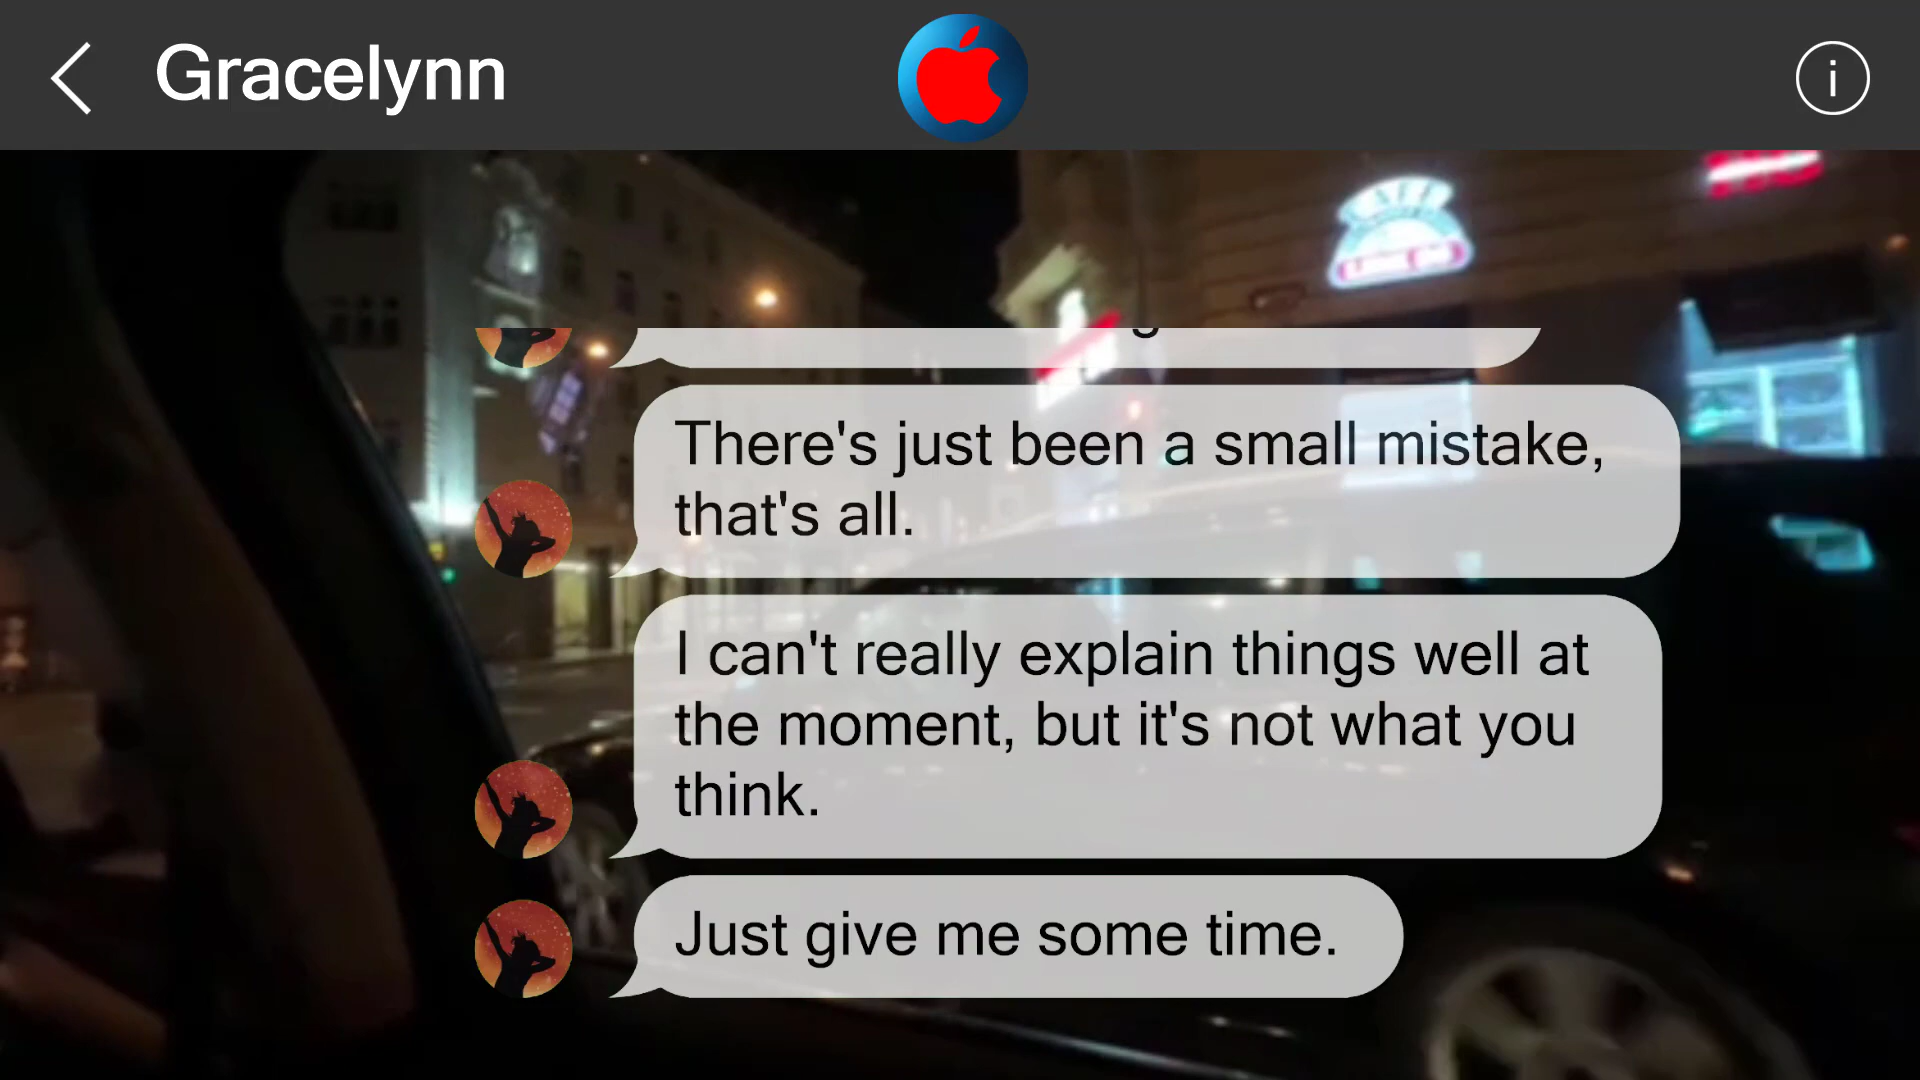 Gracelynn
i
There's just been a small mistake,
that's all.
I can't really explain things well at
the moment, but it's not what you
think.
Just give me some time.